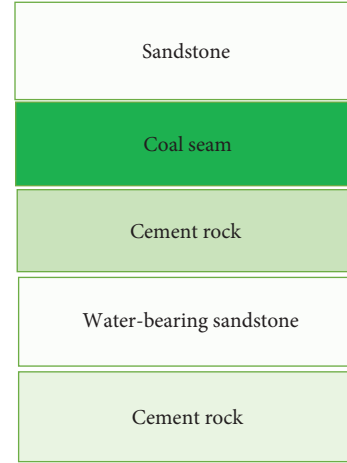 Sandstone
Coal seam
Cement rock
Water-bearing sandstone
Cement rock